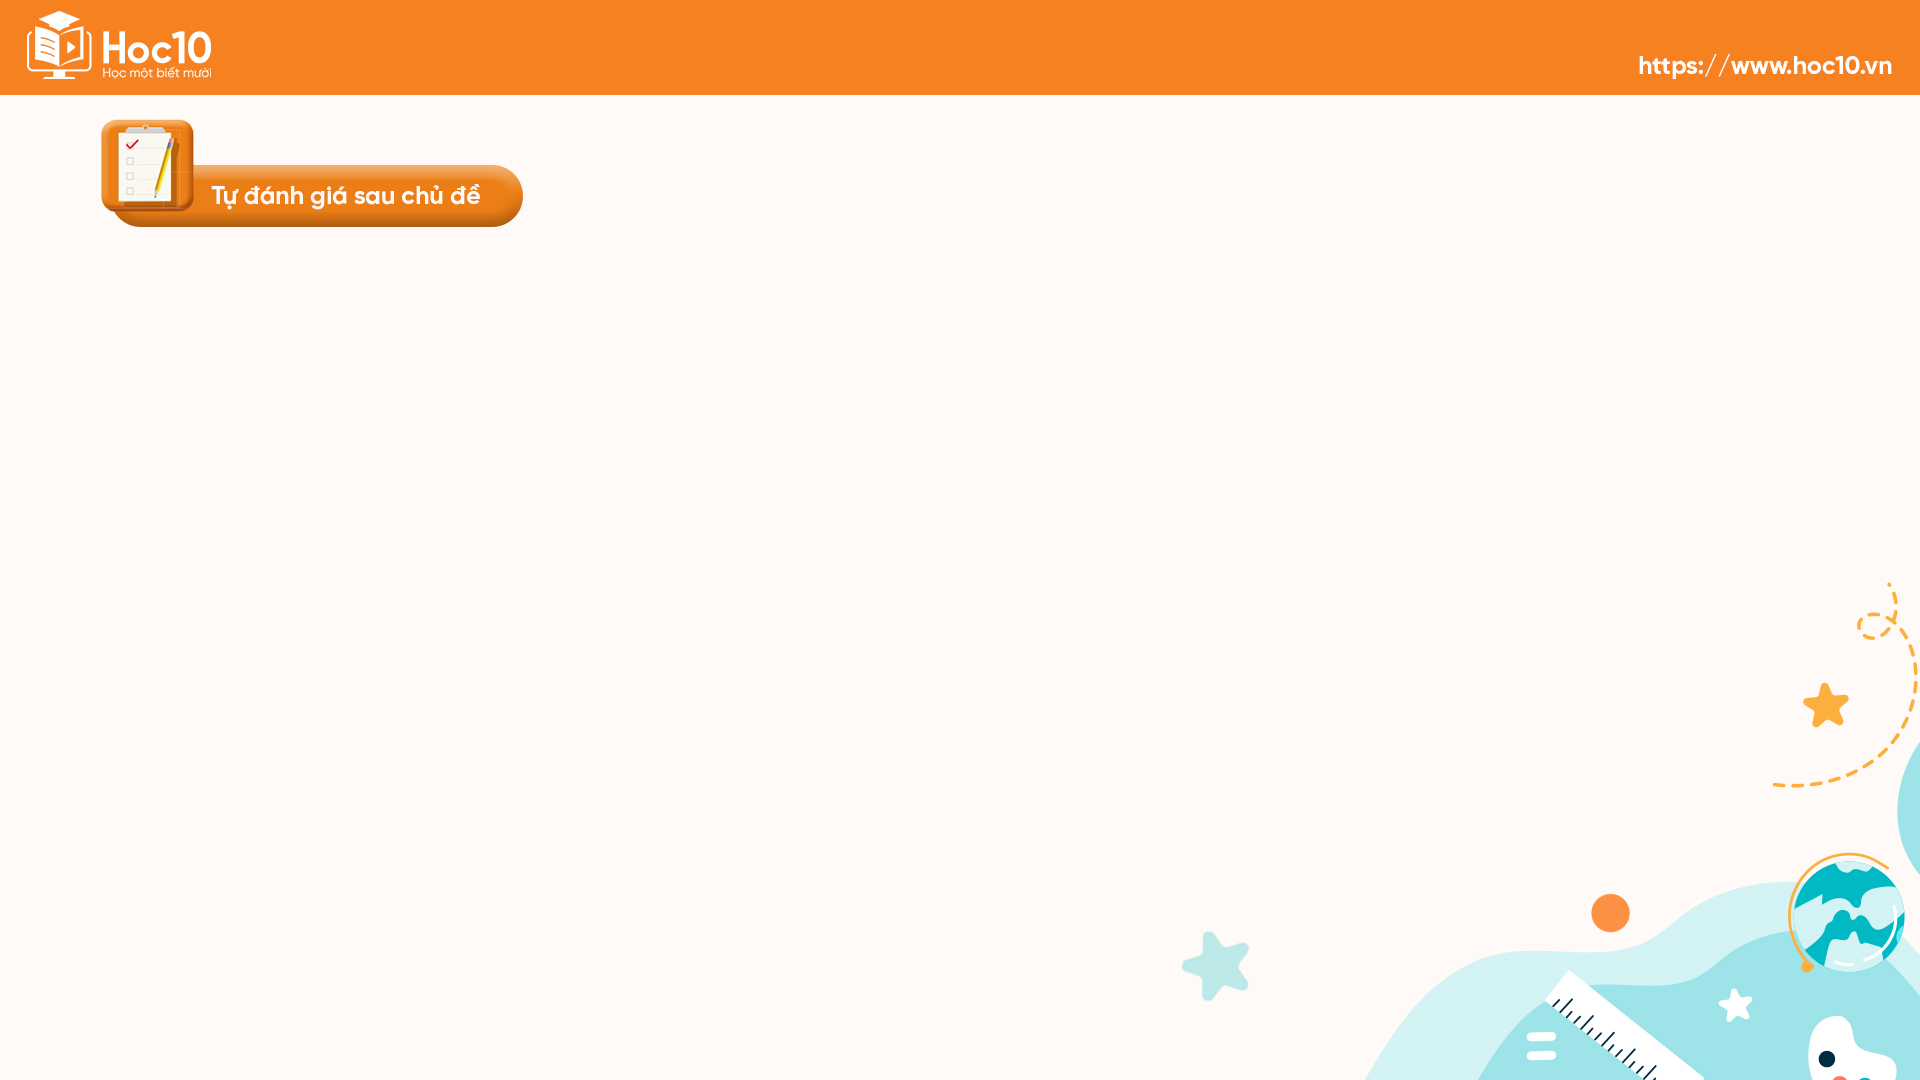 Hoc10
Học một biết mười
https://www.hoc10.vn
Tự đánh giá sau chủ đề